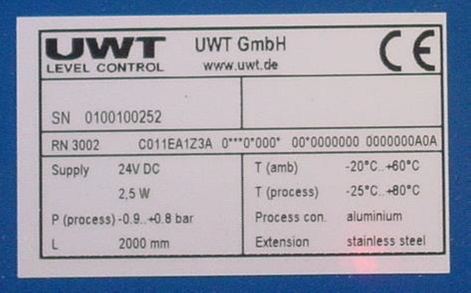 UWT UWT GmbH CE
LEVEL CONTROL www.uwt.de
SN 0100100252
RN 3002 C011EA1Z3A 0***0*000* 00*0000000 0000000A0A
Supply 24V DC T (amb) -20°C..+60°C
2,5 W T (process) -25°C..+80°C
P (process) -0.9..+0.8 bar Process con. aluminium
L 2000 mm Extension stainless steel